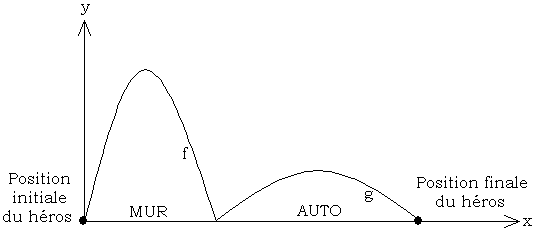 y
f
Position
initiale
du héros
MUR
AUTO
g
Position finale
du héros
x